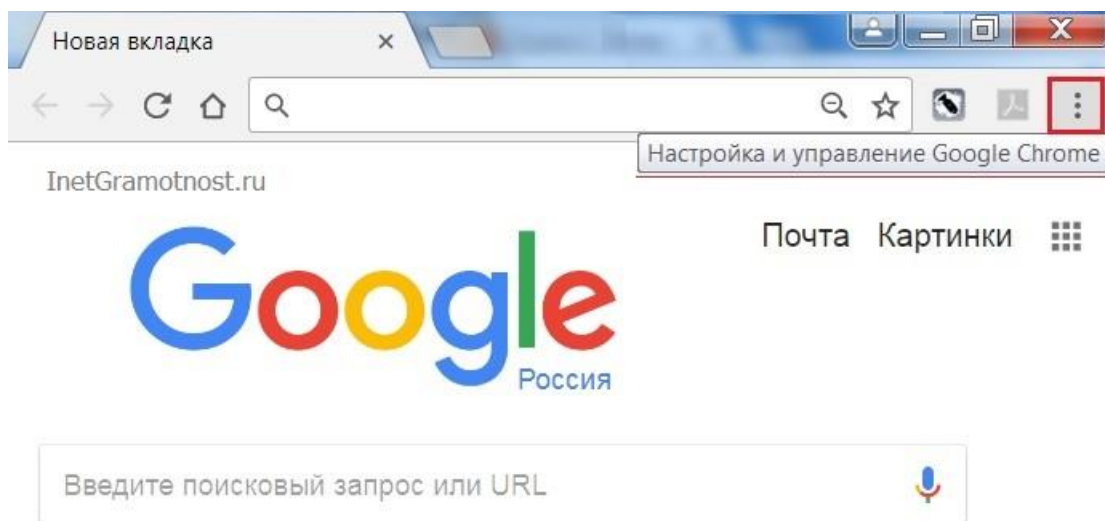 Новая вкладка
Настройка и управление Google Chrome
InetGramotnost.ru
Почта Картинки
Google
Россия
Введите поисковый запрос или URL